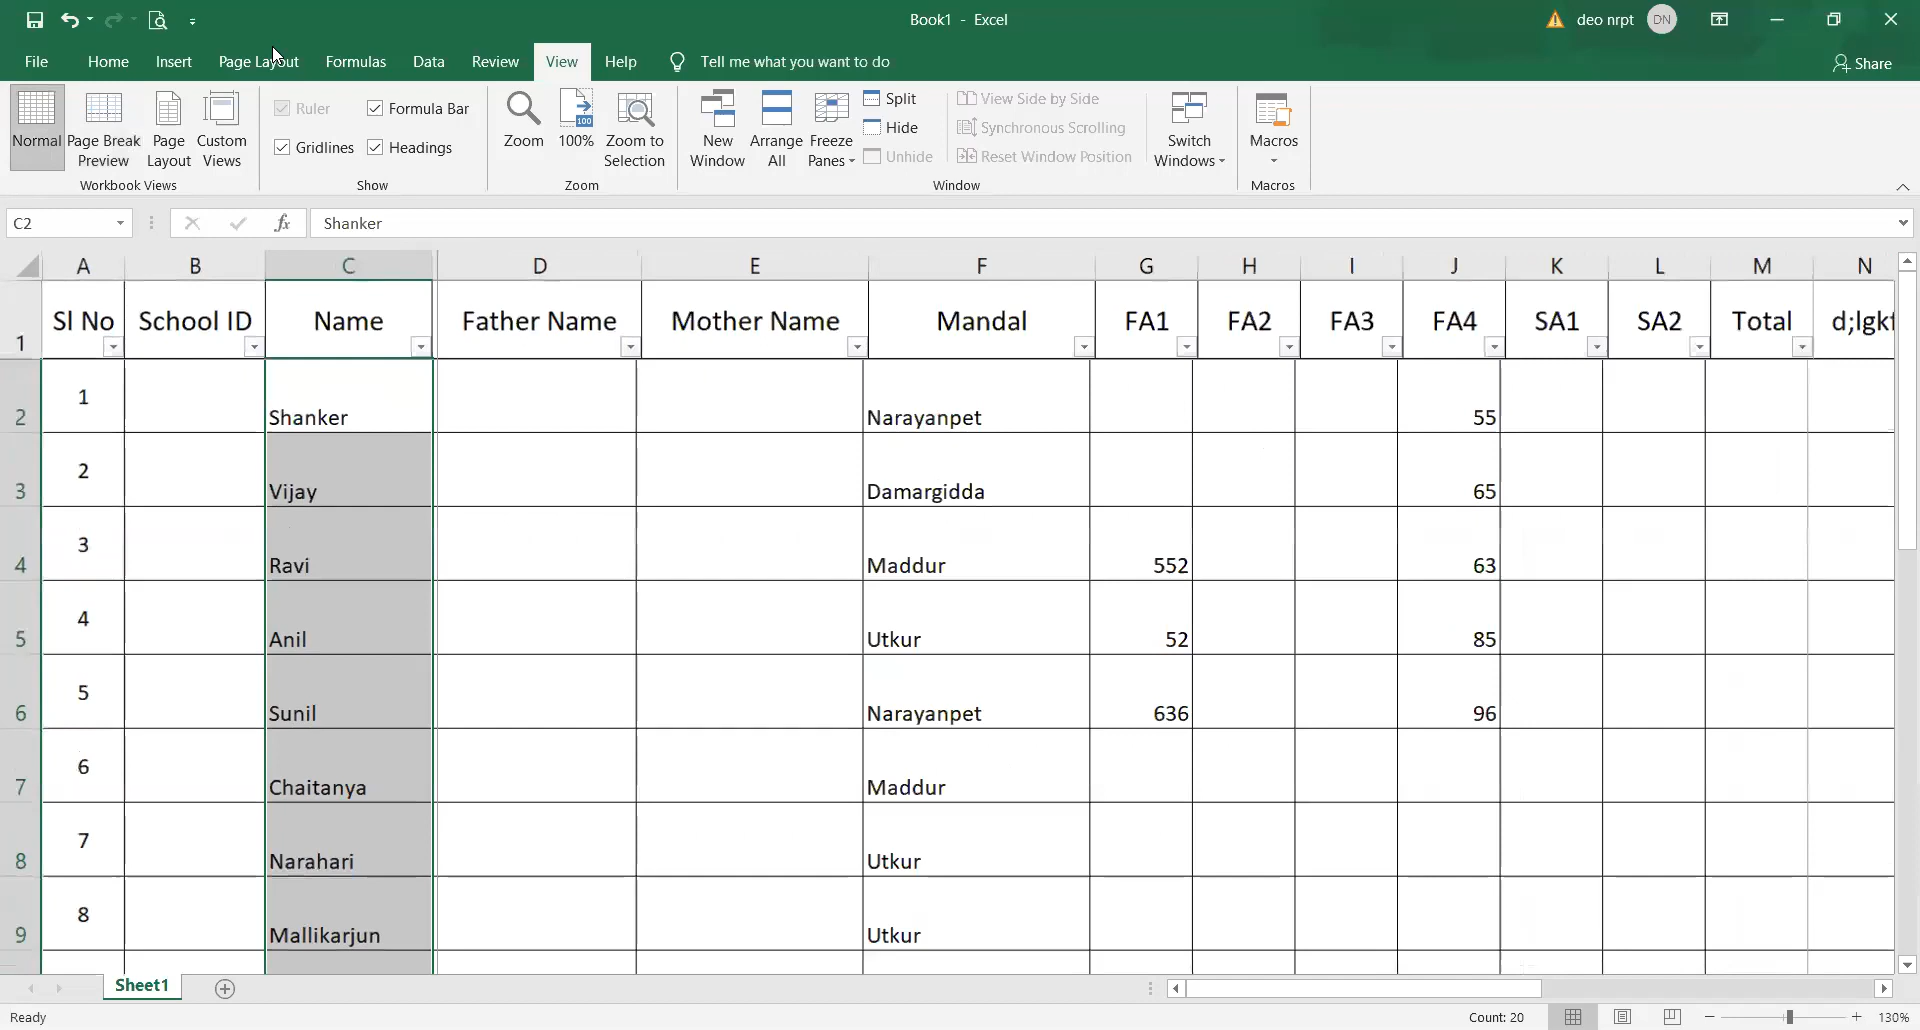 Book1 - Excel
deo nrpt DN
File Home Insert Page Layout Formulas Data Review View Help Tell me what you want to do Share
Normal Page Break Preview Page Layout Custom Views
Workbook Views
Ruler Formula Bar
Gridlines Headings
Show
Zoom 100% Zoom to Selection
100
Zoom
New Window Arrange All Freeze Panes
Split
Hide
Unhide
View Side by Side
Synchronous Scrolling
Reset Window Position
Window
Switch Windows
Macros
Macros
C2 fx Shanker
A B C D E F G H I J K L M N
1 Sl No School ID Name Father Name Mother Name Mandal FA1 FA2 FA3 FA4 SA1 SA2 Total d;lgkf
2 1 Shanker Narayanpet 55
3 2 Vijay Damargidda 65
4 3 Ravi Maddur 552 63
5 4 Anil Utkur 52 85
6 5 Sunil Narayanpet 636 96
7 6 Chaitanya Maddur
8 7 Narahari Utkur
9 8 Mallikarjun Utkur
Sheet1
Ready Count: 20 130%